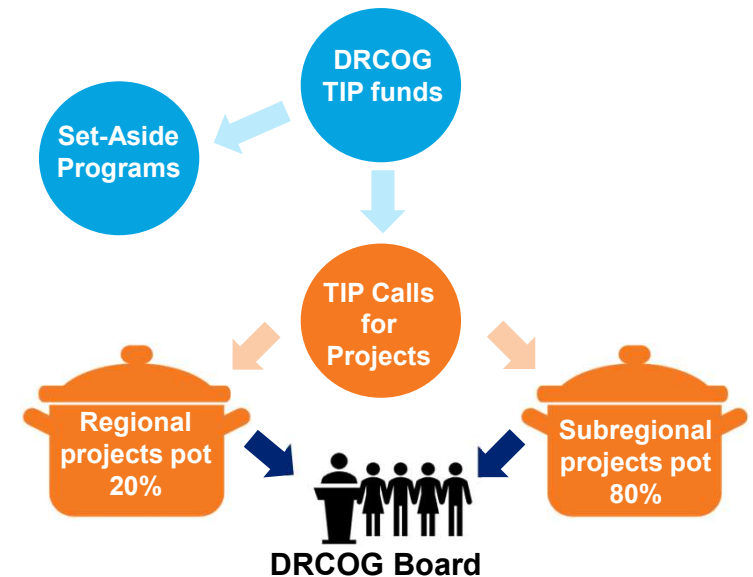 DRCOG
TIP funds
Set-Aside
Programs
TIP Calls
for
Projects
Regional
projects pot
20%
Subregional
projects pot
80%
DRCOG Board